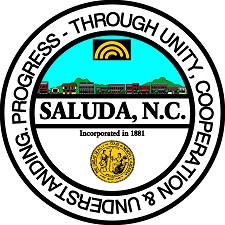 PROGRESS - THROUGH UNITY, COOPERATION & UNDERSTANDING.
SALUDA, N.C.
Incorporated in 1881